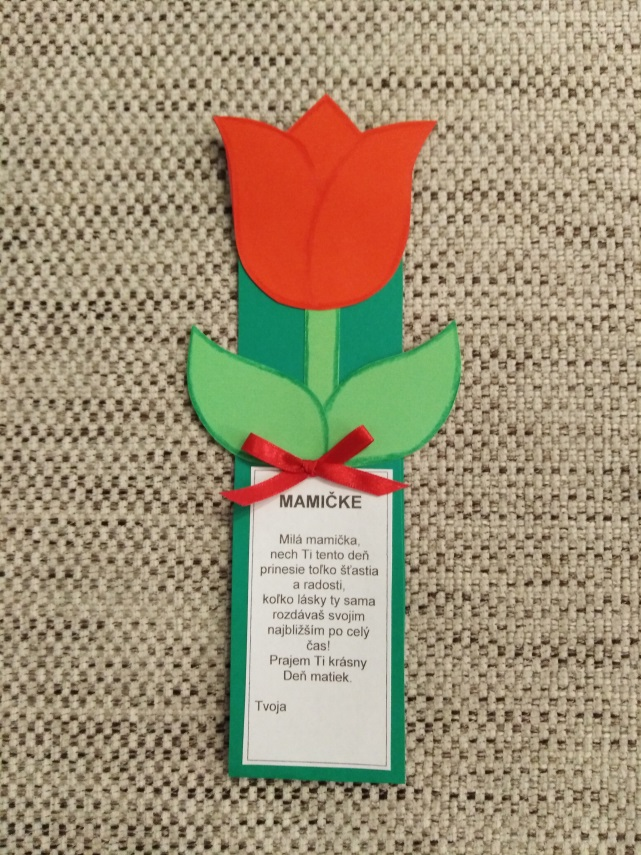 MAMIČKE
Milá mamička,
nech Ti tento deň
prinesie toľko šťastia
a radosti,
koľko lásky ty sama
rozdávaš svojim
najbližším po celý
čas!
Prajem Ti krásny
Deň matiek.
Tvoja